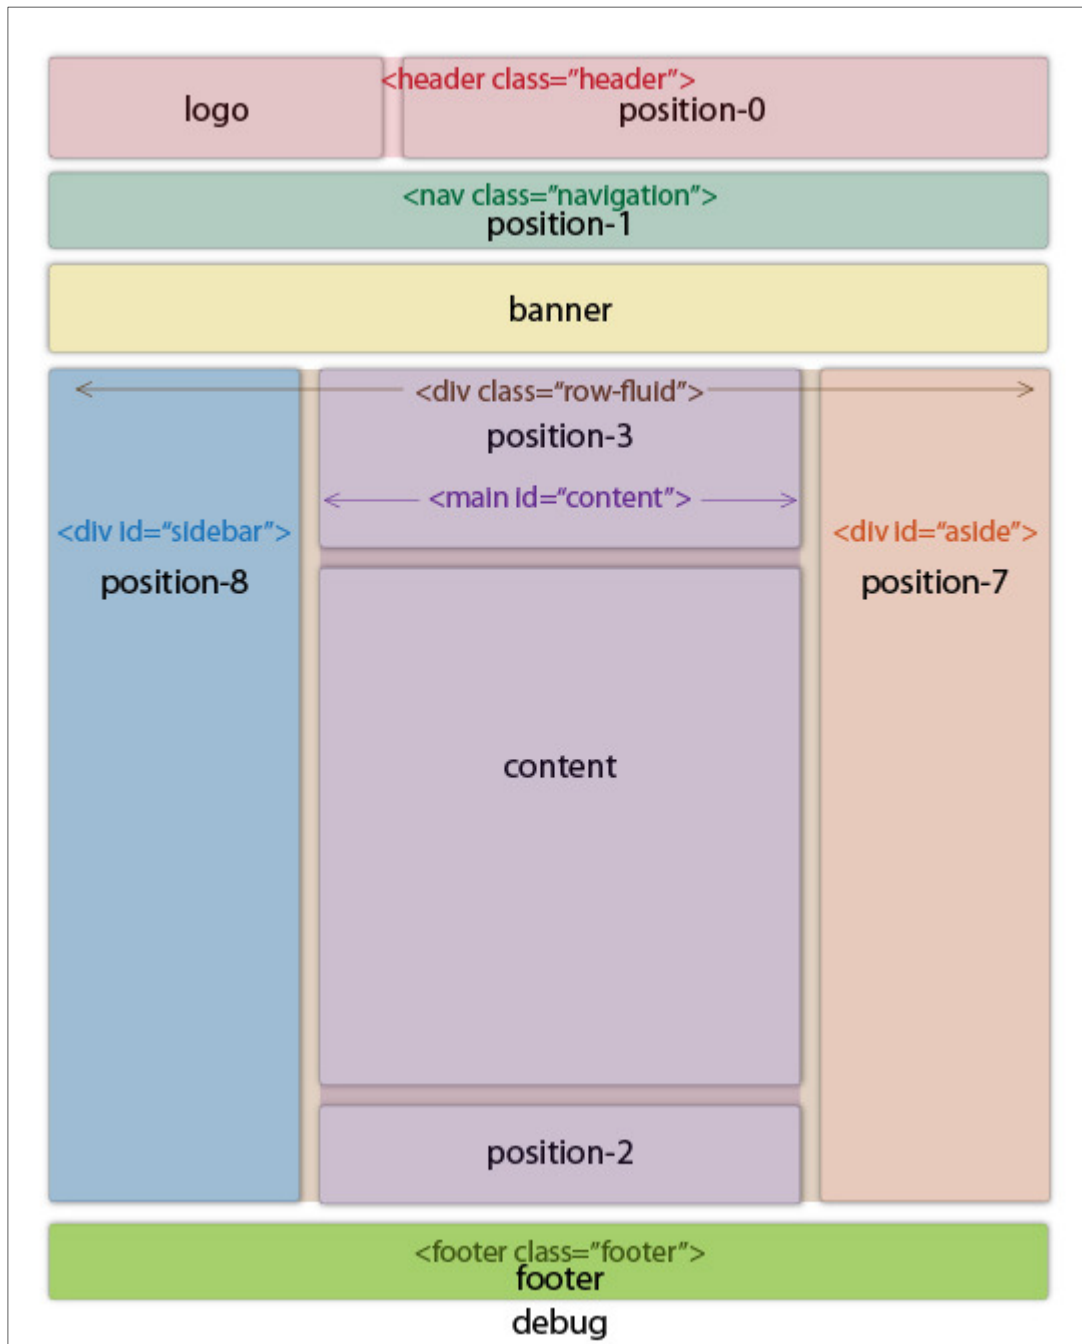 <header class=”header”>
logo
position-0
<nav class=”navigation”>
position-1
banner
<div class=”row-fluid”>
position-3
<main id=”content”>
<div id=“sidebar”>
position-8
<div id=“aside”>
position-7
content
position-2
<footer class=”footer”>
footer
debug